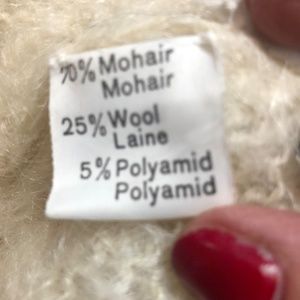 70% Mohair
Mohair
25% Wool
Laine
5% Polyamid
Polyamid